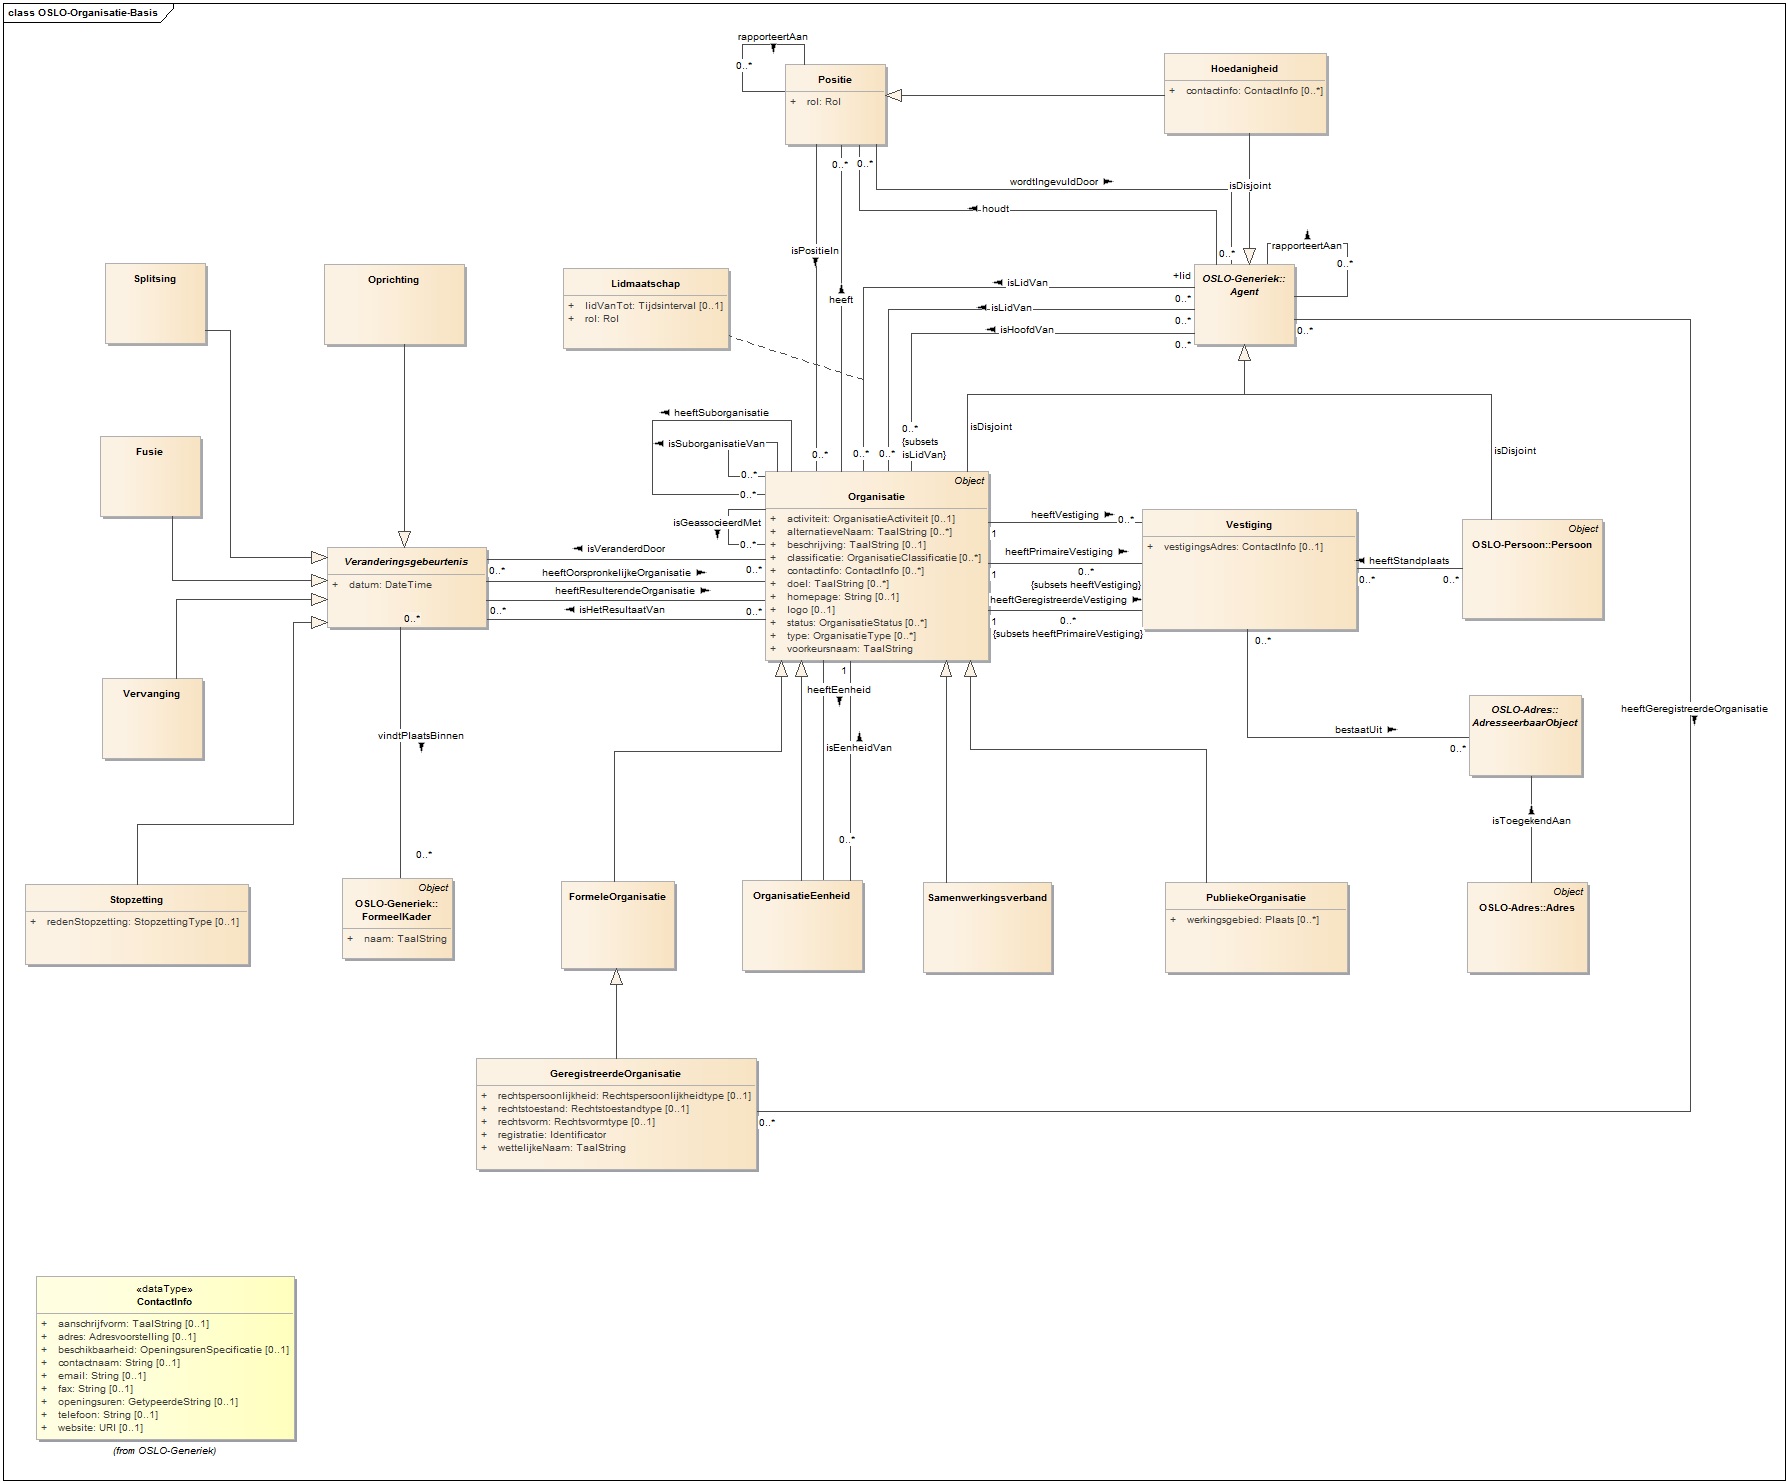 class OSLO-Organisatie-Basis
rapporteertAan
0..*
Positie
+ rol: Rol
Hoedanigheid
+ contactinfo: ContactInfo [0..*]
0..*
0..*
wordtIngevuldDoor
isDisjoint
houdt
isPositieIn
heeft
0..*
rapporteertAan
0..*
Splitsing
Oprichting
Lidmaatschap
+ lidVanTot: Tijdsinterval [0..1]
+ rol: Rol
+lid
isLidVan
0..*
isLidVan
0..*
isHoofdVan
0..*
OSLO-Generiek::
Agent
0..*
heeftSuborganisatie
isSuborganisatieVan
0..*
0..*
isGeassocieerdMet
0..*
0..*
0..*
0..*
0..*
{subsets
isLidVan}
isDisjoint
isDisjoint
Fusie
Object
Organisatie
+ activiteit: OrganisatieActiviteit [0..1]
+ alternatieveNaam: TaalString [0..*]
+ beschrijving: TaalString [0..1]
+ classificatie: OrganisatieClassificatie [0..*]
+ contactinfo: ContactInfo [0..*]
+ doel: TaalString [0..*]
+ homepage: String [0..1]
+ logo [0..1]
+ status: OrganisatieStatus [0..*]
+ type: OrganisatieType [0..*]
+ voorkeursnaam: TaalString
heeftVestiging
0..*
1
heeftPrimaireVestiging
1
0..*
{subsets heeftVestiging}
heeftGeregistreerdeVestiging
1
0..*
{subsets heeftPrimaireVestiging}
Vestiging
+ vestigingsAdres: ContactInfo [0..1]
0..*
heeftStandplaats
0..*
0..*
Object
OSLO-Persoon::Persoon
Veranderingsgebeurtenis
+ datum: DateTime
0..*
isVeranderdDoor
0..*
0..*
heeftOorspronkelijkeOrganisatie
heeftResulterendeOrganisatie
0..*
isHetResultaatVan
0..*
Vervanging
vindtPlaatsBinnen
0..*
1
heeftEenheid
isEenheidVan
0..*
bestaatUit
0..*
OSLO-Adres::
AdresseerbaarObject
heeftGeregistreerdeOrganisatie
isToegekendAan
Stopzetting
+ redenStopzetting: StopzettingType [0..1]
Object
OSLO-Generiek::
FormeelKader
+ naam: TaalString
FormeleOrganisatie
OrganisatieEenheid
Samenwerkingsverband
PubliekeOrganisatie
+ werkingsgebied: Plaats [0..*]
Object
OSLO-Adres::Adres
GeregistreerdeOrganisatie
+ rechtspersoonlijkheid: Rechtspersoonlijkheidtype [0..1]
+ rechtstoestand: Rechtstoestandtype [0..1]
+ rechtsvorm: Rechtsvormtype [0..1]
+ registratie: Identificator
+ wettelijkeNaam: TaalString
0..*
«dataType»
ContactInfo
+ aanschrijfvorm: TaalString [0..1]
+ adres: Adresvoorstelling [0..1]
+ beschikbaarheid: OpeningsurenSpecificatie [0..1]
+ contactnaam: String [0..1]
+ email: String [0..1]
+ fax: String [0..1]
+ openingsuren: GetypeerdeString [0..1]
+ telefoon: String [0..1]
+ website: URI [0..1]
(from OSLO-Generiek)